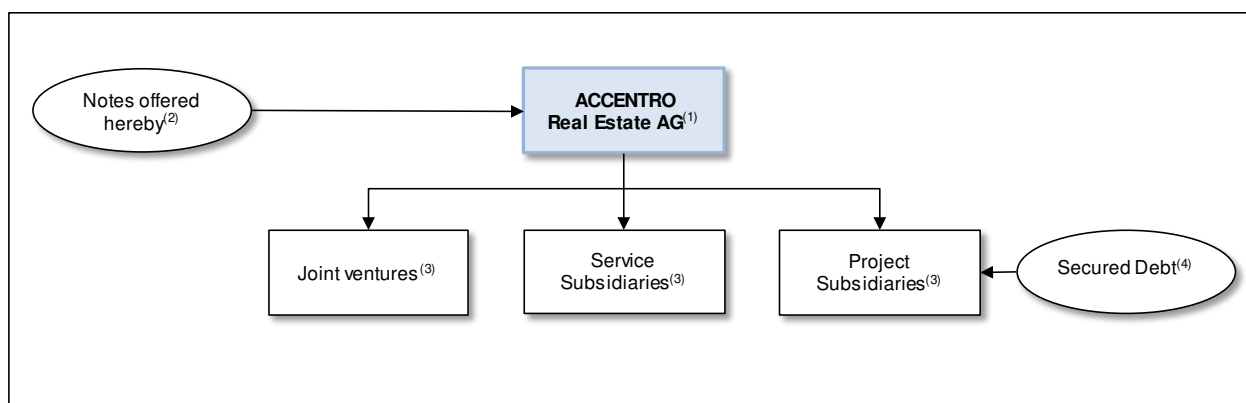 Notes offered
hereby(2)
ACCENTRO
Real Estate AG(1)
Joint ventures(3)
Service
Subsidiaries(3)
Project
Subsidiaries(3)
Secured Debt(4)